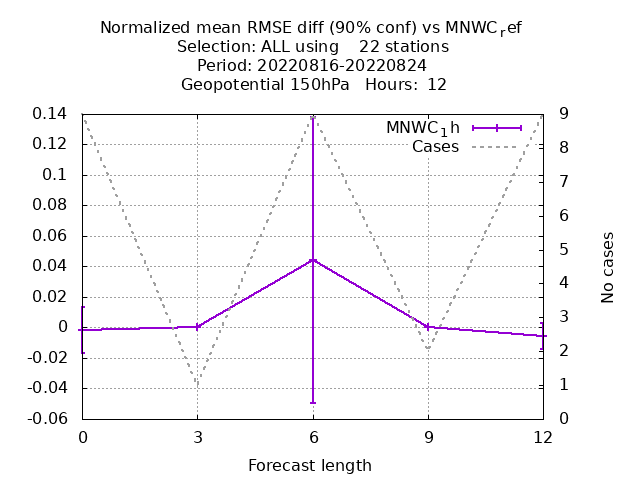 Normalized mean RMSE diff (90% conf) vs MNWC_ref
Selection: ALL using    22 stations
Period: 20220816-20220824
Geopotential 150hPa   Hours:  12
MNWC_1h
Cases
0.14
0.12
0.1
0.08
0.06
0.04
0.02
0
-0.02
-0.04
-0.06
9
8
7
6
5
4
3
2
1
0
No cases
0 3 6 9 12
Forecast length